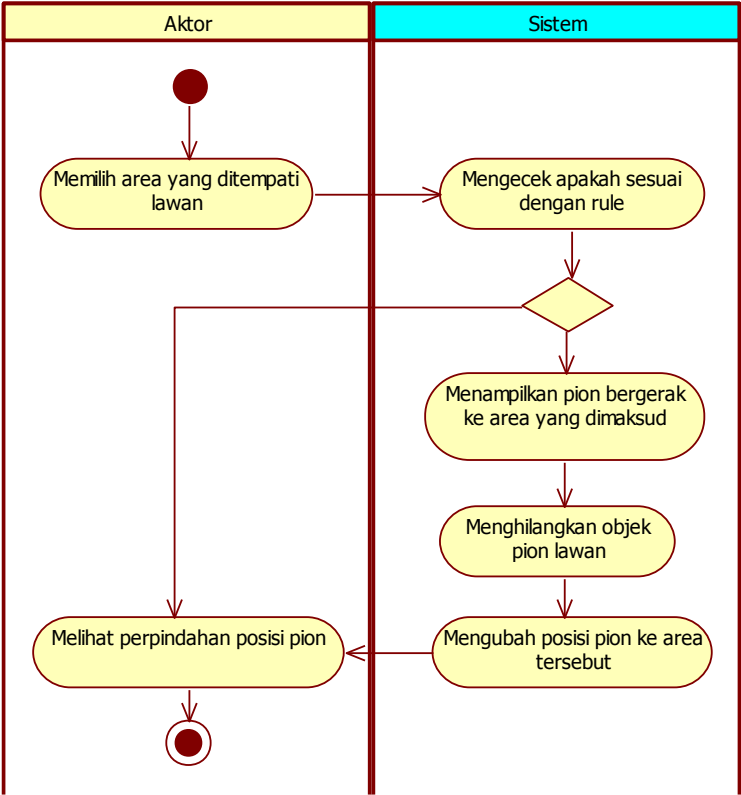 Aktor
Sistem
Memilih area yang ditempati
lawan
Mengecek apakah sesuai
dengan rule
Menampilkan pion bergerak
ke area yang dimaksud
Menghilangkan objek
pion lawan
Mengubah posisi pion ke area
tersebut
Melihat perpindahan posisi pion